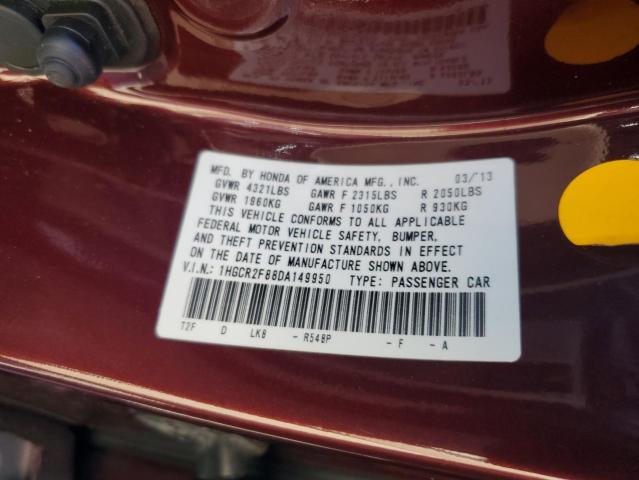 MFD. BY HONDA OF AMERICA MFG., INC. 03/13
GVWR 4321LBS GAWR F 2315LBS R 2050LBS
GVWR 1960KG GAWR F 1050KG R 930KG
THIS VEHICLE CONFORMS TO ALL APPLICABLE
FEDERAL MOTOR VEHICLE SAFETY, BUMPER,
AND THEFT PREVENTION STANDARDS IN EFFECT
ON THE DATE OF MANUFACTURE SHOWN ABOVE.
V.I.N.: 1HGCR2F88DA149950 TYPE: PASSENGER CAR
T2F D LK8 - R548P - F - A